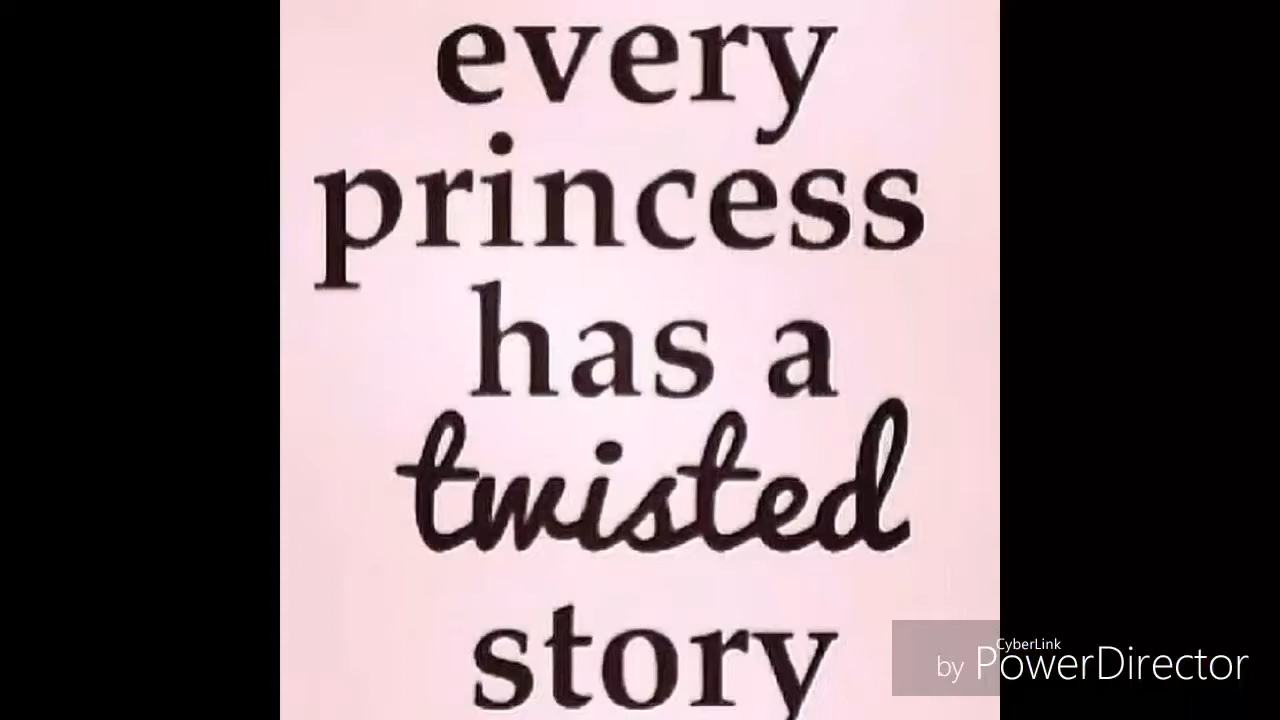 every
princess
has a
twisted
story
CyberLink
by PowerDirector